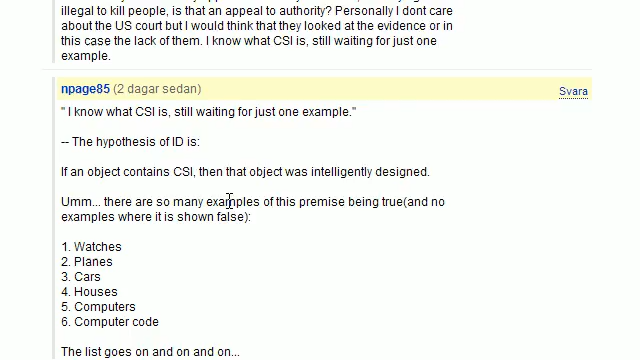 illegal to kill people, is that an appeal to authority? Personally I dont care
about the US court but I would think that they looked at the evidence or in
this case the lack of them. I know what CSI is, still waiting for just one
example.
npage85 (2 dagar sedan)
Svara
" I know what CSI is, still waiting for just one example."
-- The hypothesis of ID is:
If an object contains CSI, then that object was intelligently designed.
Umm... there are so many examples of this premise being true(and no
examples where it is shown false):
1. Watches
2. Planes
3. Cars
4. Houses
5. Computers
6. Computer code
The list goes on and on and on...